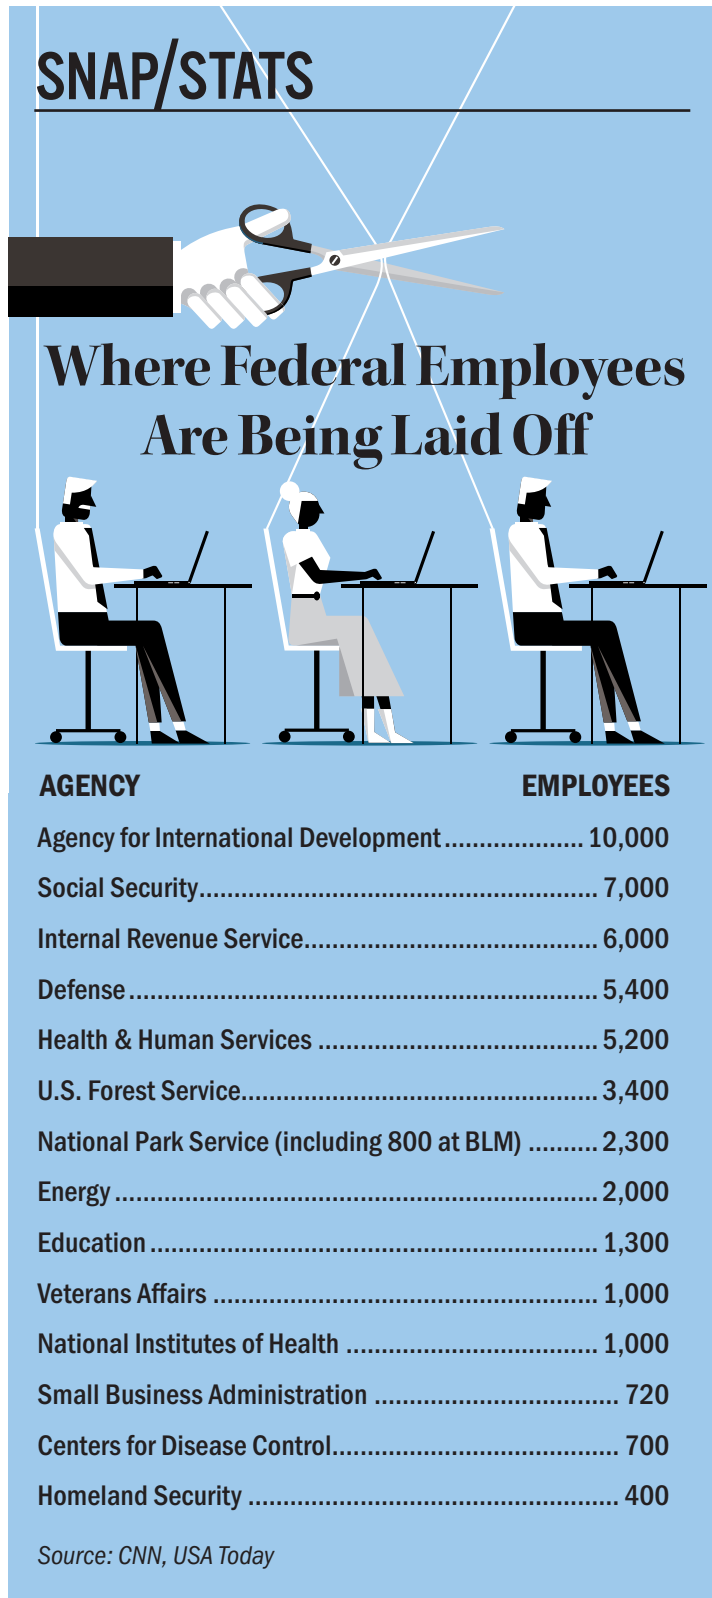 SNAP/STATS
Where Federal Employees
Are Being Laid Off
AGENCY EMPLOYEES
Agency for International Development.................... 10,000
Social Security.......................................................... 7,000
Internal Revenue Service.......................................... 6,000
Defense.................................................................... 5,400
Health & Human Services ........................................ 5,200
U.S. Forest Service................................................... 3,400
National Park Service (including 800 at BLM) .......... 2,300
Energy...................................................................... 2,000
Education................................................................. 1,300
Veterans Affairs ....................................................... 1,000
National Institutes of Health .................................... 1,000
Small Business Administration ................................... 720
Centers for Disease Control......................................... 700
Homeland Security ..................................................... 400
Source: CNN, USA Today